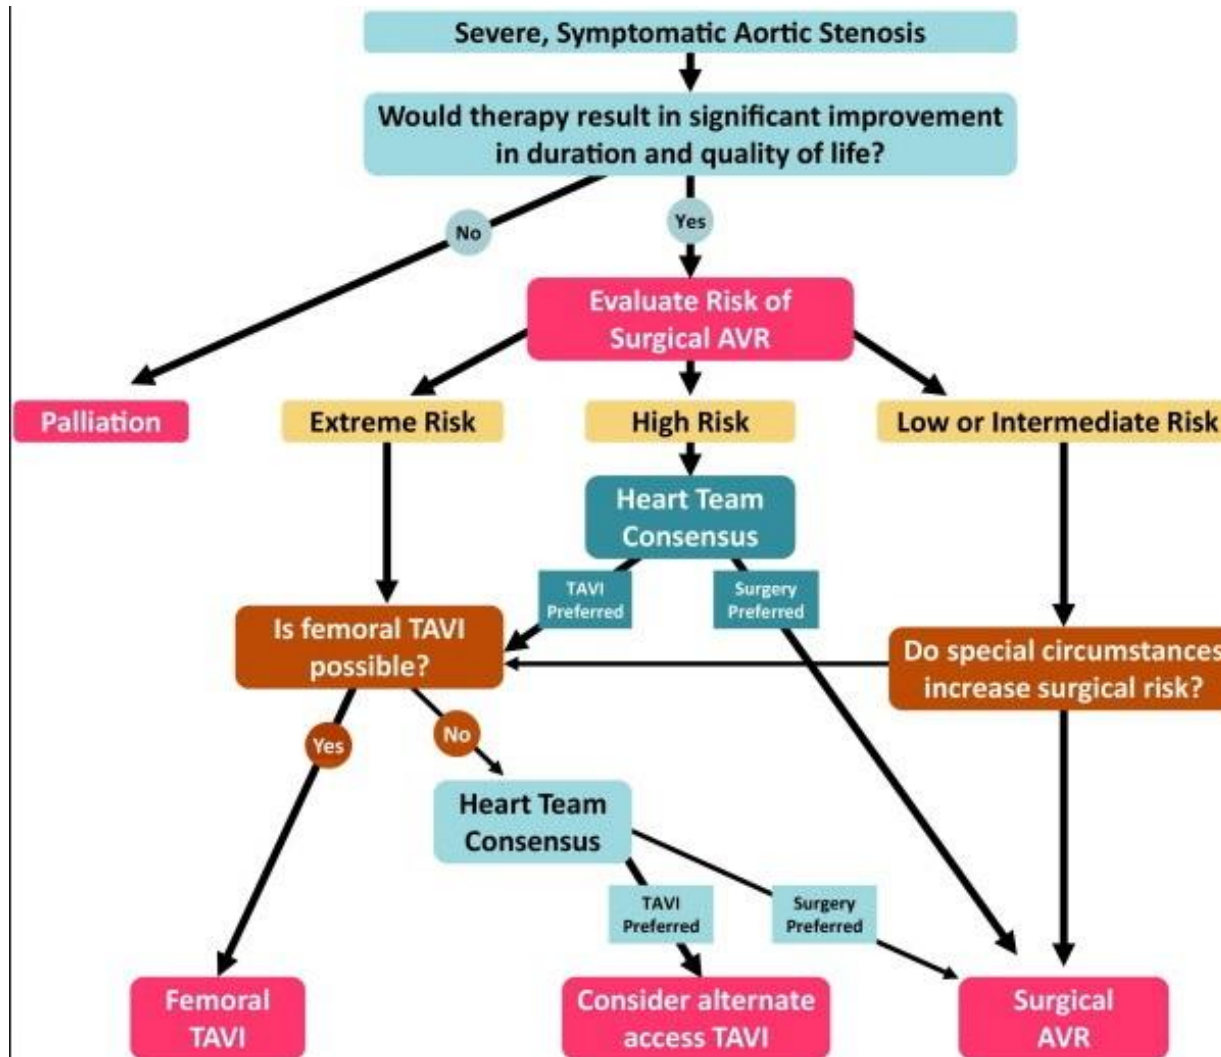 Severe, Symptomatic Aortic Stenosis
Would therapy result in significant improvement
in duration and quality of life?
No
Yes
Evaluate Risk of
Surgical AVR
Palliation
Extreme Risk
High Risk
Low or Intermediate Risk
Heart Team
Consensus
TAVI
Preferred
Surgery
Preferred
Is femoral TAVI
possible?
Do special circumstances
increase surgical risk?
Yes
No
Heart Team
Consensus
TAVI
Preferred
Surgery
Preferred
Femoral
TAVI
Consider alternate
access TAVI
Surgical
AVR